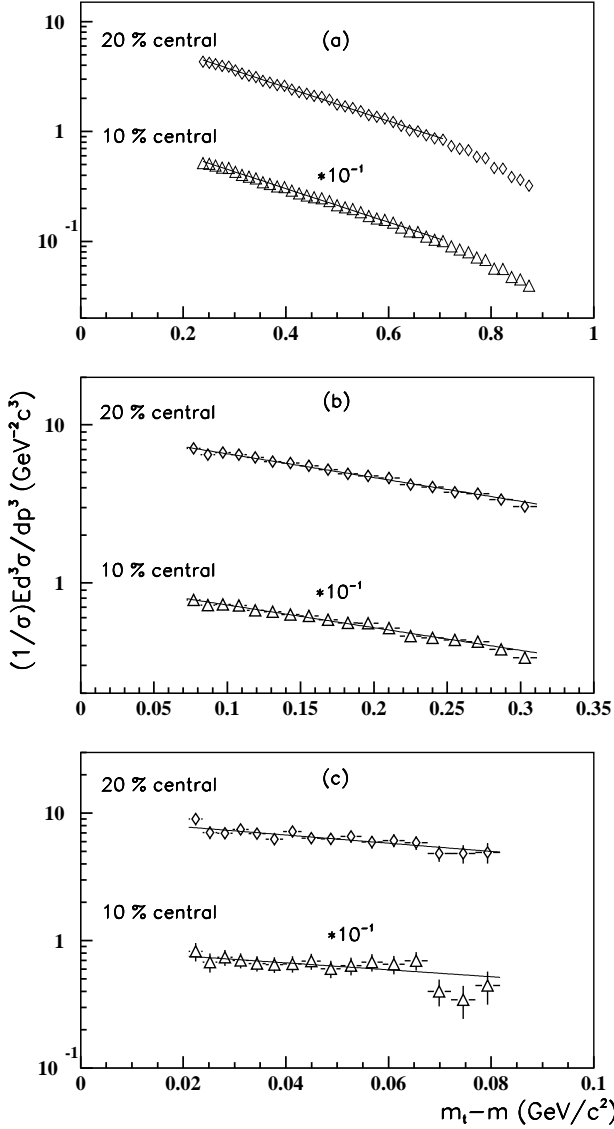 10
20 % central
(a)
1
10 % central
*10⁻¹
10⁻¹
0 0.2 0.4 0.6 0.8 1
(1/σ)Ed³σ/dp³ (GeV⁻²c³)
20 % central
(b)
10
1
10 % central
*10⁻¹
0 0.05 0.1 0.15 0.2 0.25 0.3 0.35
20 % central
(c)
10
10 % central
*10⁻¹
1
10⁻¹
0 0.02 0.04 0.06 0.08 0.1
mₜ−m (GeV/c²)